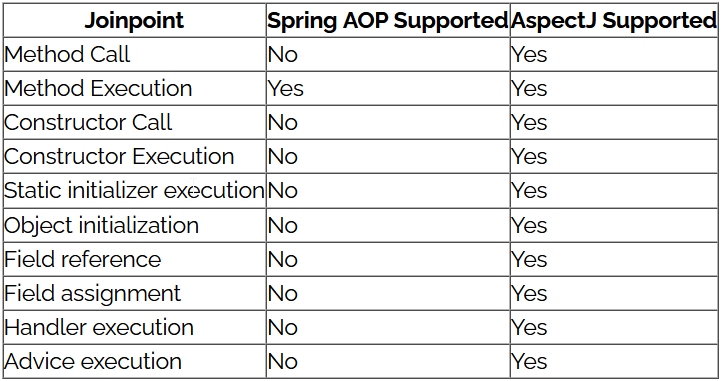 Joinpoint Spring AOP Supported AspectJ Supported
Method Call No Yes
Method Execution Yes Yes
Constructor Call No Yes
Constructor Execution No Yes
Static initializer execution No Yes
Object initialization No Yes
Field reference No Yes
Field assignment No Yes
Handler execution No Yes
Advice execution No Yes